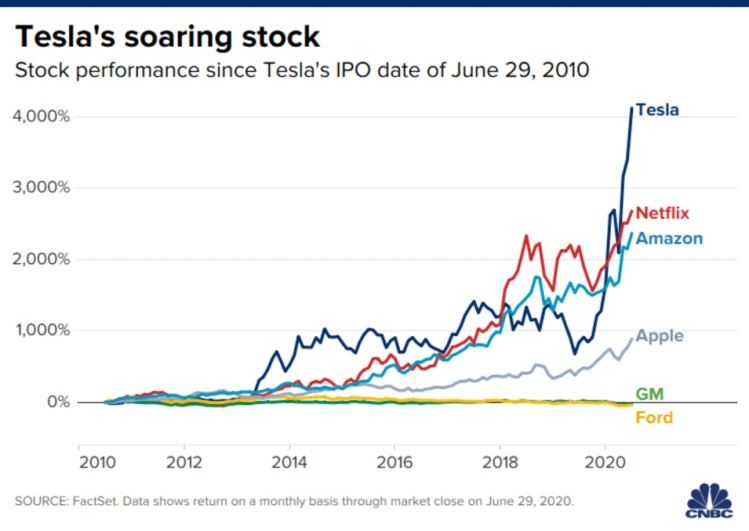 Tesla's soaring stock
Stock performance since Tesla's IPO date of June 29, 2010
4,000%
Tesla
3,000%
Netflix
Amazon
2,000%
1,000%
Apple
GM
0%
Ford
2010 2012 2014 2016 2018 2020
SOURCE: FactSet. Data shows return on a monthly basis through market close on June 29, 2020.
CNBC